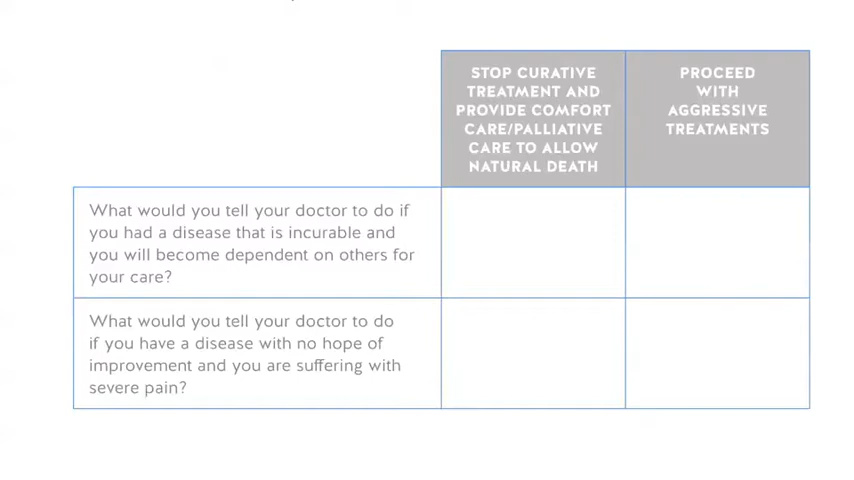 STOP CURATIVE
TREATMENT AND
PROVIDE COMFORT
CARE/PALLIATIVE
CARE TO ALLOW
NATURAL DEATH
PROCEED
WITH
AGGRESSIVE
TREATMENTS
What would you tell your doctor to do if
you had a disease that is incurable and
you will become dependent on others for
your care?
What would you tell your doctor to do
if you have a disease with no hope of
improvement and you are suffering with
severe pain?